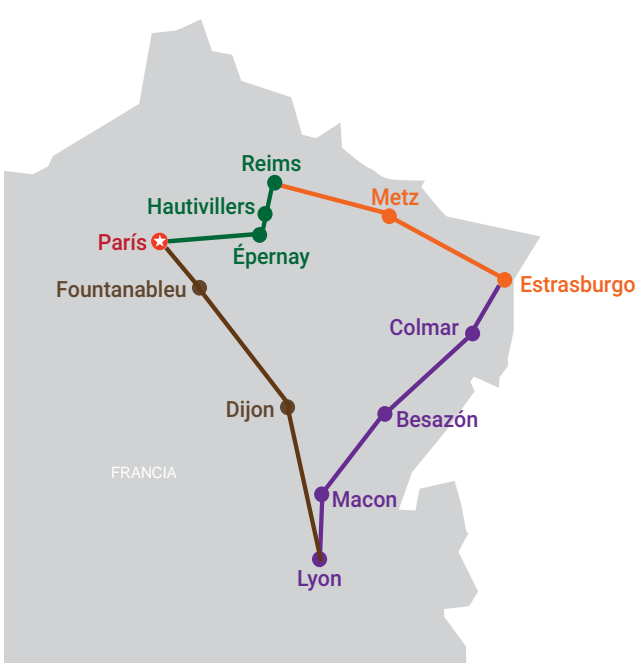 Reims
Metz
Hautivillers
París
Épernay
Estrasburgo
Fountanableu
Colmar
Dijon
Besazón
FRANCIA
Macon
Lyon